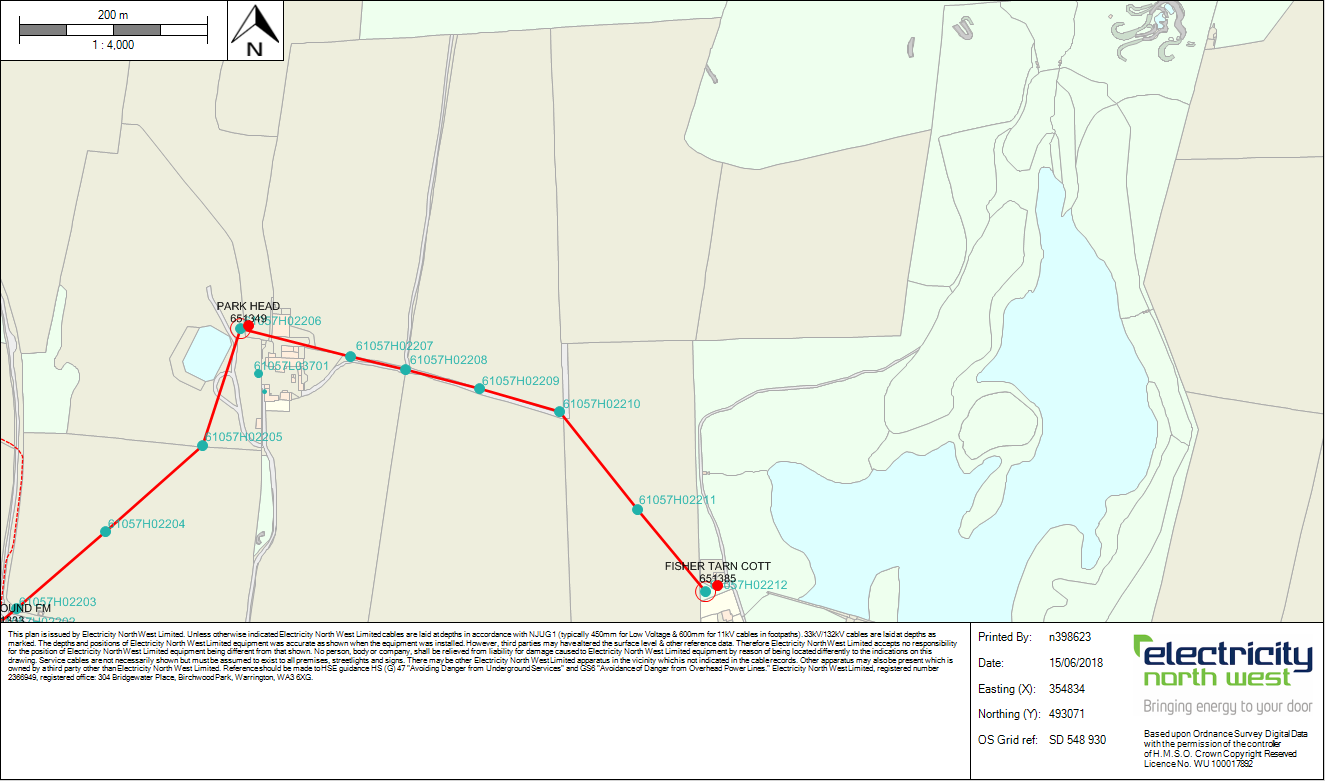 200 m
1 : 4,000
N
PARK HEAD
651349
61057H02206
61057H02207
61057H02208
61057L03701
61057H02209
61057H02210
61057H02205
61057H02211
61057H02204
FISHER TARN COTT
651385
57H02212
61057H02203
OUND FM
This plan is issued by Electricity North West Limited. Unless otherwise indicated Electricity North West Limited cables are laid at depths in accordance with NJUG 1 (typically 450mm for Low Voltage & 600mm for 11kV cables in footpaths). 33kV/132kV cables are laid at depths as
marked. The depths and positions of Electricity North West Limited equipment was accurate as shown when the equipment was installed. However, third parties may have altered the surface level & other reference data. Therefore Electricity North West Limited accepts no responsibility
for the position of Electricity North West Limited equipment being different from that shown. No person, body or company, shall be relieved from liability for damage caused to Electricity North West Limited equipment by reason of being located differently to the indications on this
drawing. Service cables are not necessarily shown but must be assumed to exist to all premises, streetlights and signs. There may be other Electricity North West Limited apparatus in the vicinity which is not indicated in the cable records. Other apparatus may also be present which is
owned by a third party other than Electricity North West Limited. Reference should be made to HSE guidance HS (G) 47 "Avoiding Danger from Underground Services" and GS6 "Avoidance of Danger from Overhead Power Lines." Electricity North West Limited, registered number
2366949, registered office: 304 Bridgewater Place, Birchwood Park, Warrington, WA3 6XG.
Printed By: n398623
Date: 15/06/2018
Easting (X): 354834
Northing (Y): 493071
OS Grid ref: SD 548 930
electricity
north west
Bringing energy to your door
Based upon Ordnance Survey Digital Data
with the permission of the controller
of H.M.S.O. Crown Copyright Reserved
Licence No. WU 100017892